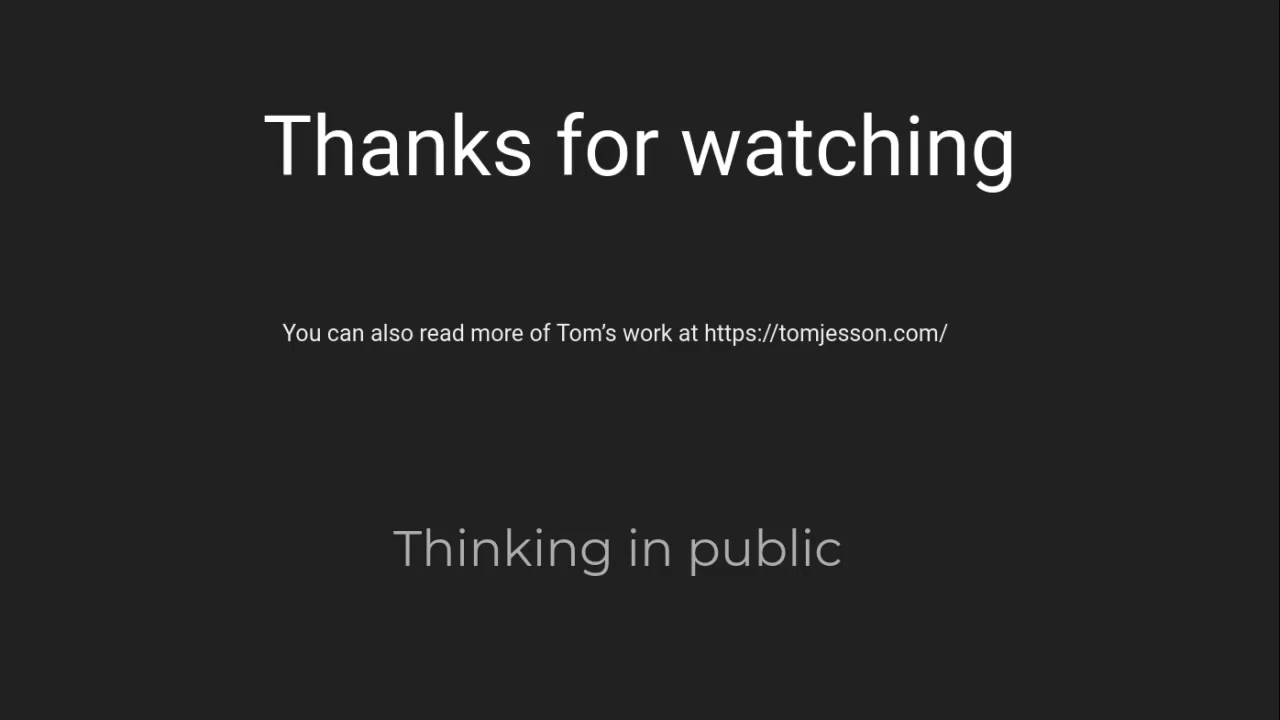 Thanks for watching
You can also read more of Tom’s work at https://tomjesson.com/
Thinking in public